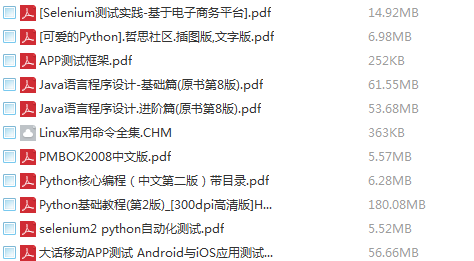 [Selenium测试实践-基于电子商务平台].pdf 14.92MB
[可爱的Python].哲思社区.插图版,文字版.pdf 6.98MB
APP测试框架.pdf 252KB
Java语言程序设计-基础篇(原书第8版).pdf 61.55MB
Java语言程序设计.进阶篇(原书第8版).pdf 53.68MB
Linux常用命令全集.CHM 363KB
PMBOK2008中文版.pdf 5.57MB
Python核心编程（中文第二版）带目录.pdf 6.28MB
Python基础教程(第2版)_[300dpi高清版]H... 180.08MB
selenium2 python自动化测试.pdf 5.52MB
大话移动APP测试 Android与iOS应用测试... 56.66MB